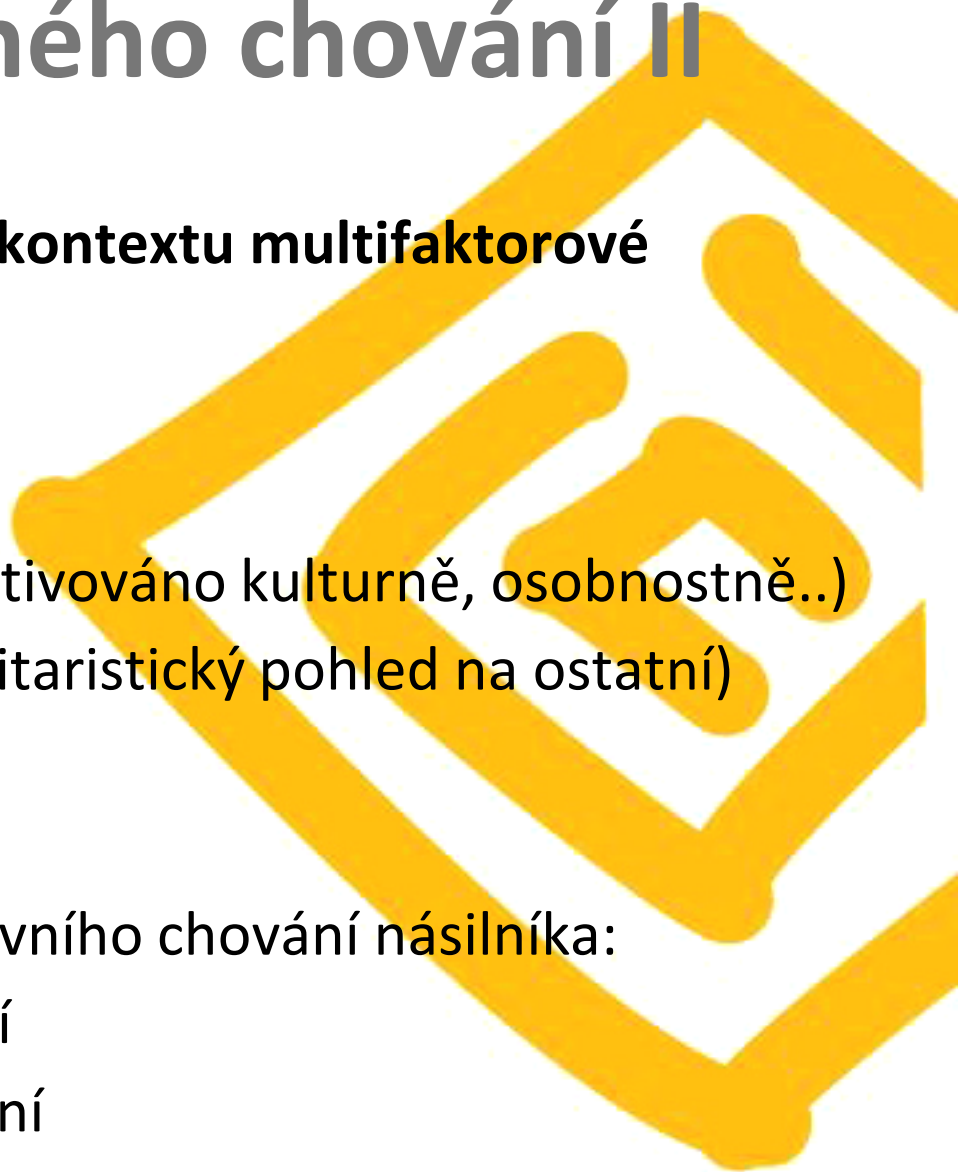 ného chování II
kontextu multifaktorové
tivováno kulturně, osobnostně..)
itaristický pohled na ostatní)
vního chování násilníka:
í
ní